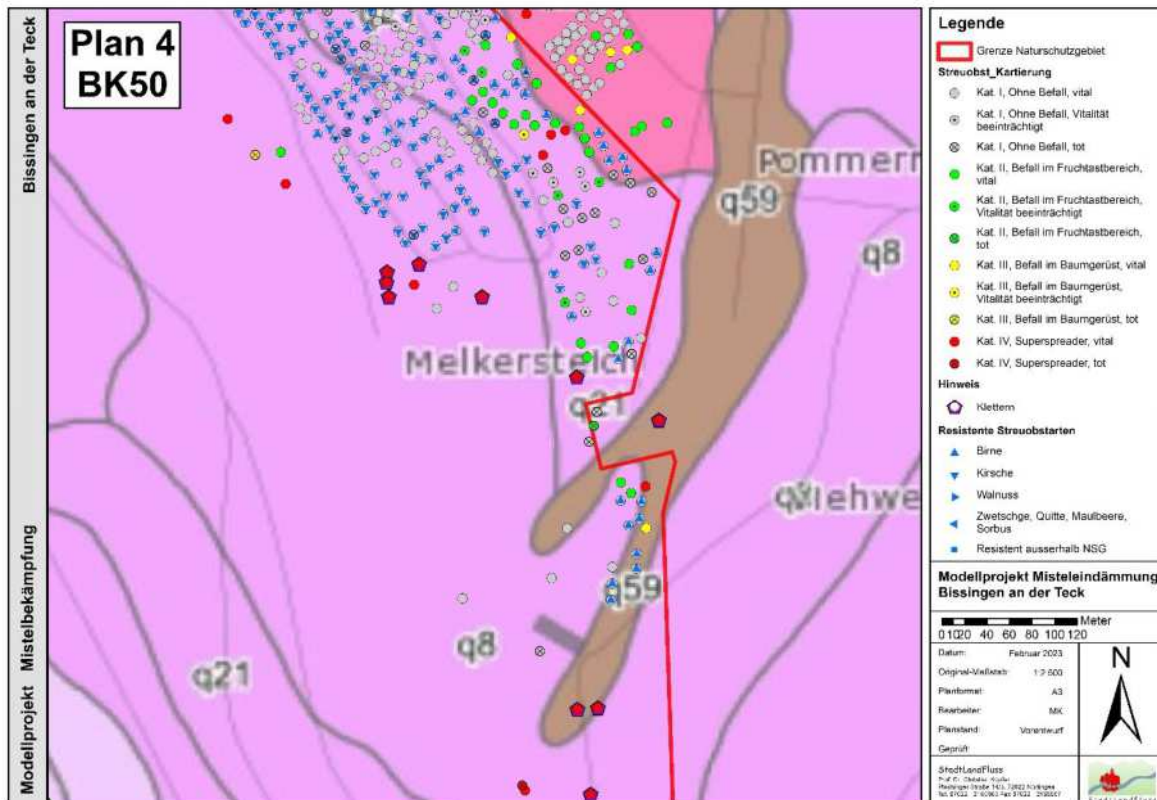 Bissingen an der Teck
Modellprojekt Mistelbekämpfung
Plan 4
BK50
Pommern
q59
q8
Melkersteich
q21
q59
q8
q21
Legende
Grenze Naturschutzgebiet
Streuobst_Kartierung
Kat. I, Ohne Befall, vital
Kat. I, Ohne Befall, Vitalität
beeinträchtigt
Kat. I, Ohne Befall, tot
Kat. II, Befall im Fruchtastbereich,
vital
Kat. II, Befall im Fruchtastbereich,
Vitalität beeinträchtigt
Kat. II, Befall im Fruchtastbereich,
tot
Kat. III, Befall im Baumgerüst, vital
Kat. III, Befall im Baumgerüst,
Vitalität beeinträchtigt
Kat. III, Befall im Baumgerüst, tot
Kat. IV, Superspreader, vital
Kat. IV, Superspreader, tot
Hinweis
Klettern
Resistente Streuobstarten
Birne
Kirsche
Walnuss
Zwetschge, Quitte, Maulbeere,
Sorbus
Resistent ausserhalb NSG
Modellprojekt Misteleindämmung
Bissingen an der Teck
Meter
0 10 20 40 60 80 100 120
Datum: Februar 2023
Original-Maßstab: 1:2.500
Planformat: A3
Bearbeiter: MK
Planstand: Vorentwurf
Geprüft:
N
StadtLandFluss